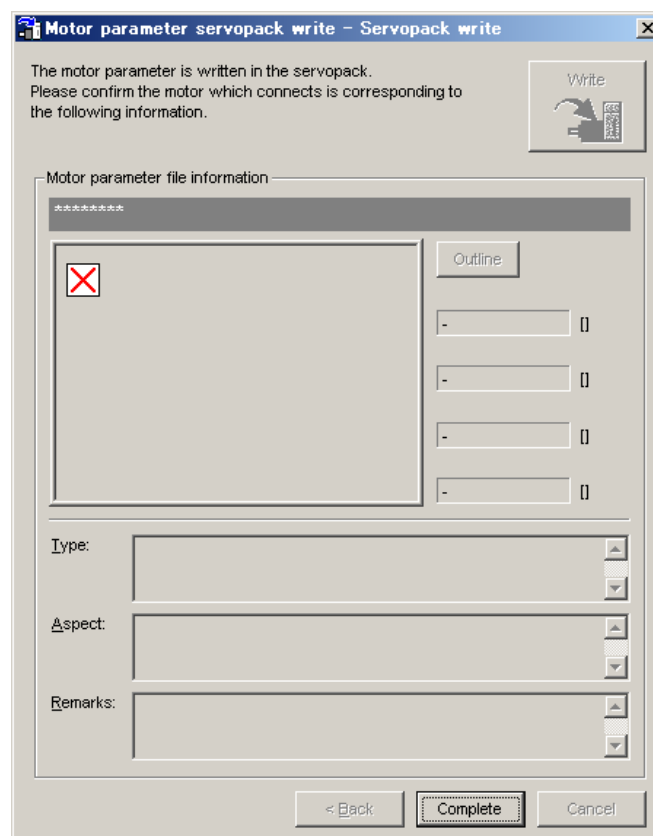 Motor parameter servopack write - Servopack write
The motor parameter is written in the servopack.
Please confirm the motor which connects is corresponding to
the following information.
Write
Motor parameter file information
********
Outline
- []
- []
- []
- []
Type:
Aspect:
Remarks:
< Back
Complete
Cancel